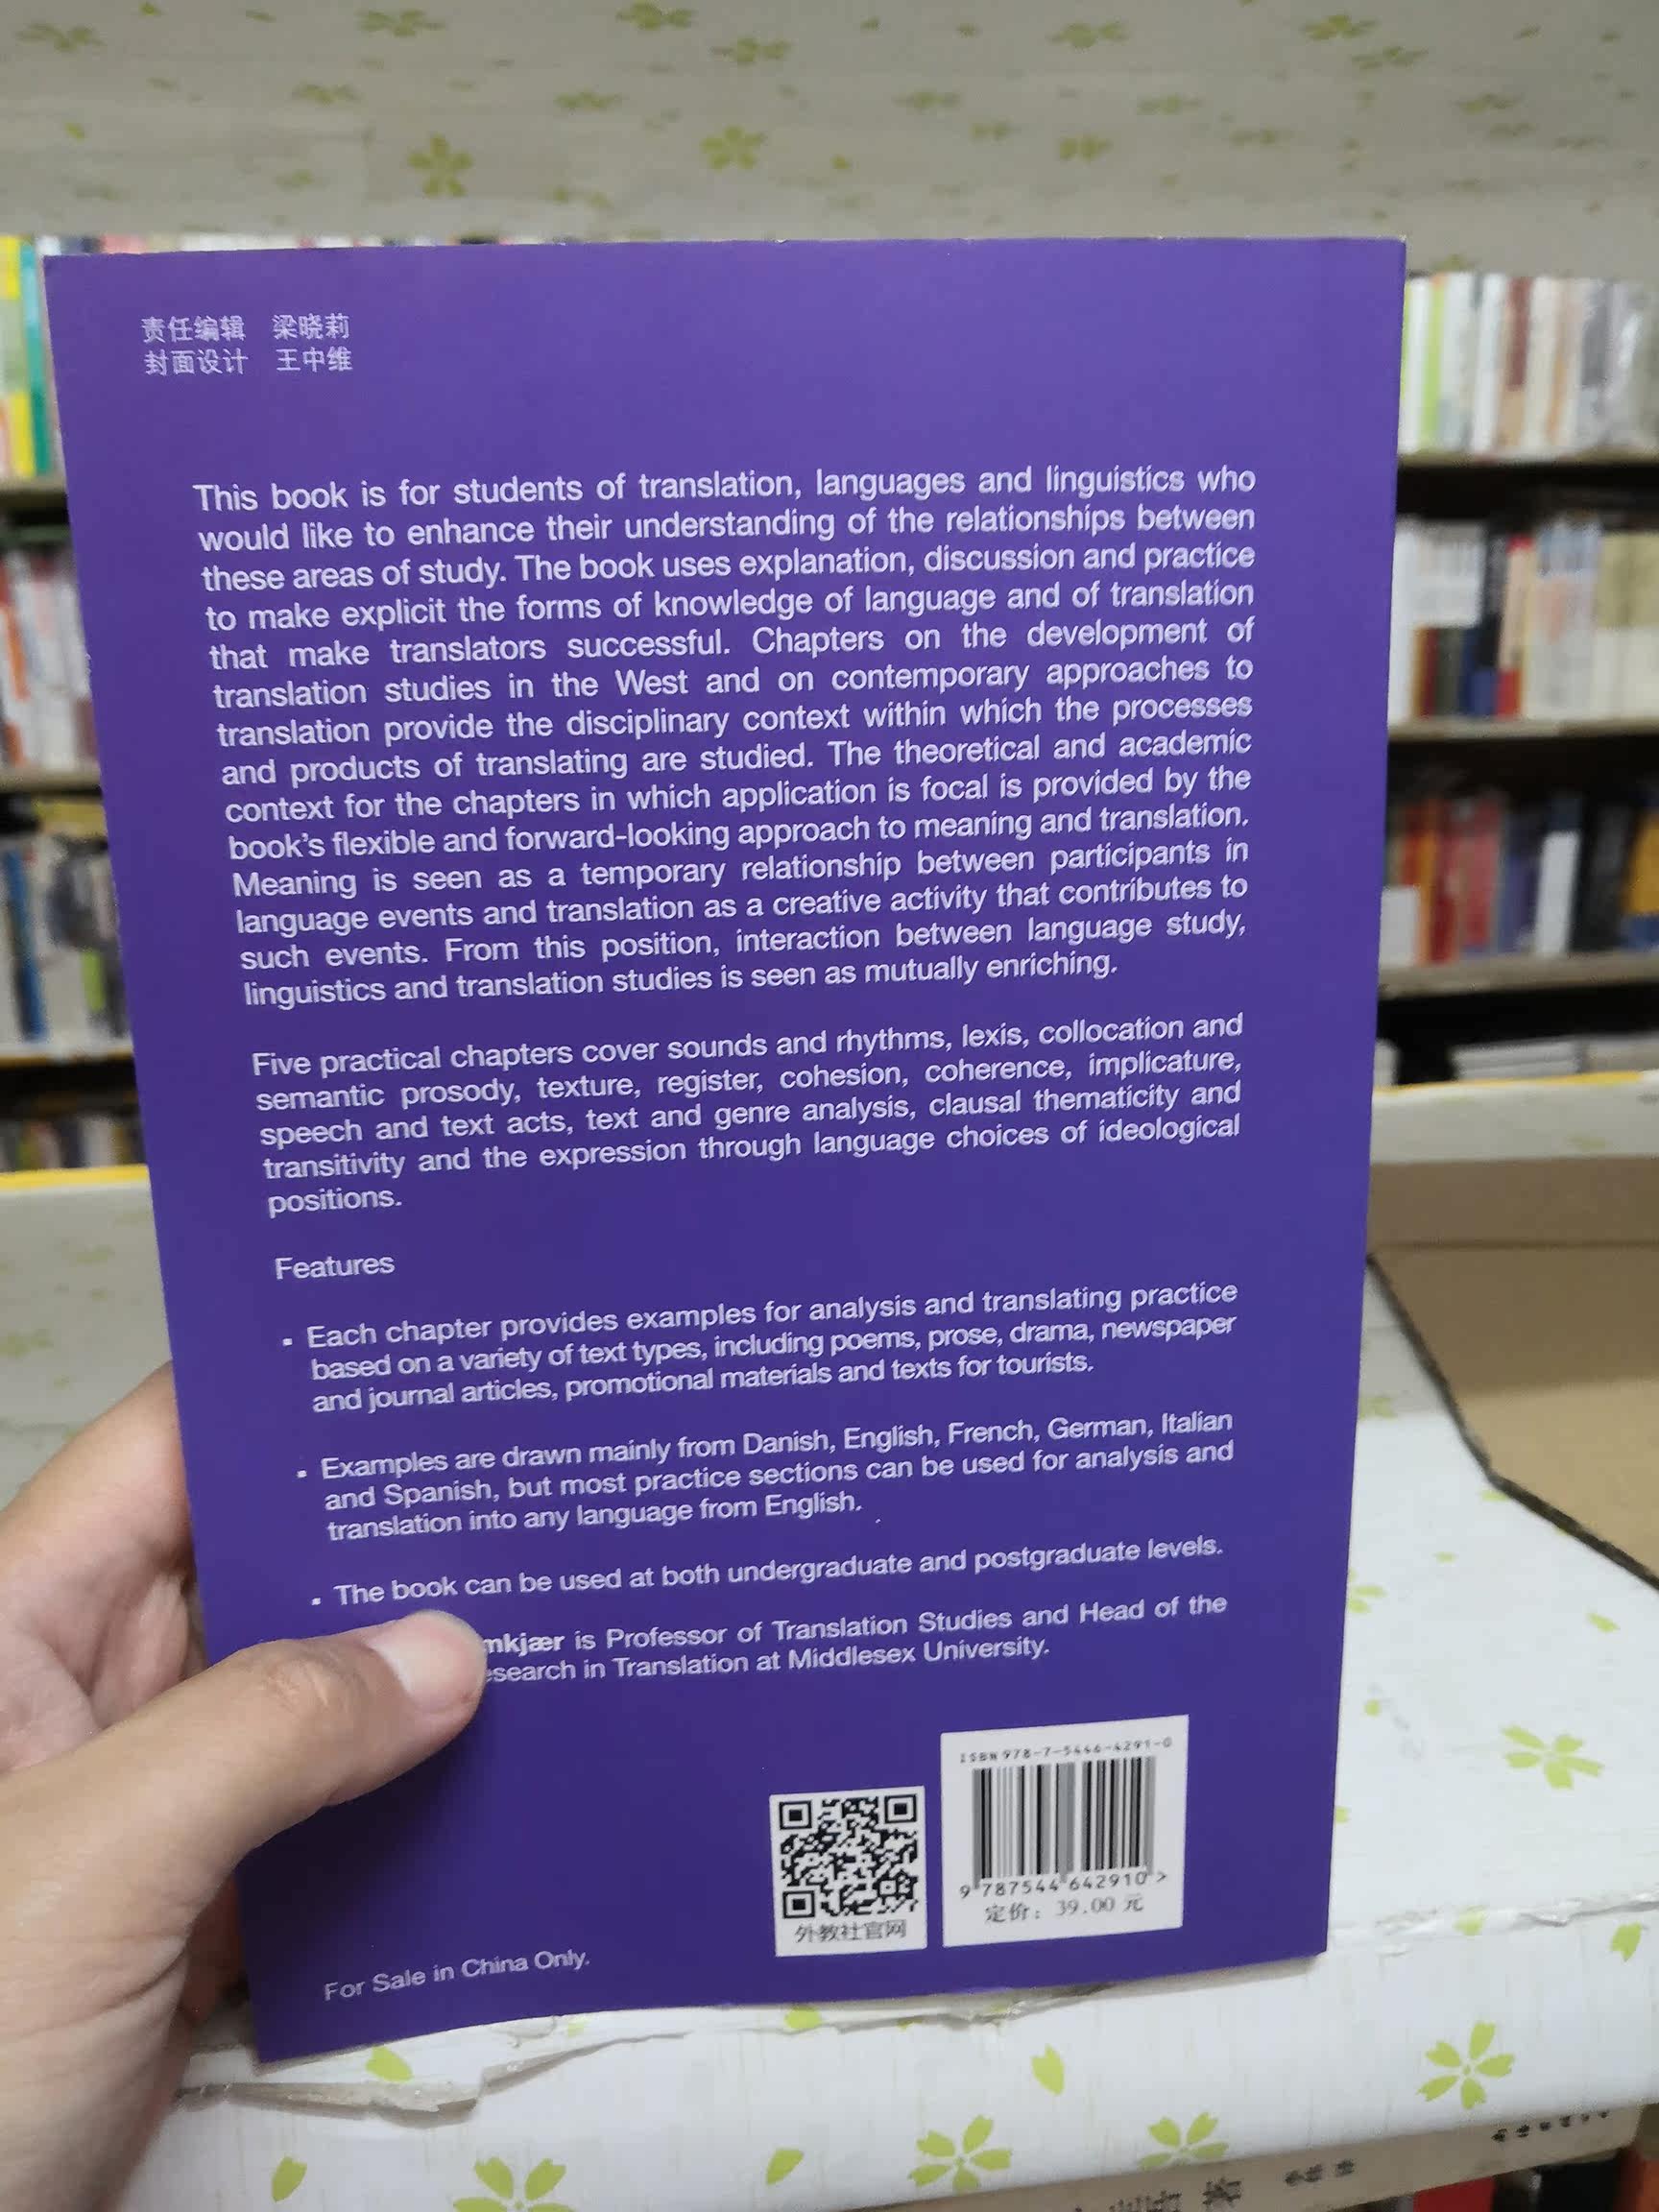 责任编辑 梁晓莉
封面设计 王中维
This book is for students of translation, languages and linguistics who
would like to enhance their understanding of the relationships between
these areas of study. The book uses explanation, discussion and practice
to make explicit the forms of knowledge of language and of translation
that make translators successful. Chapters on the development of
translation studies in the West and on contemporary approaches to
translation provide the disciplinary context within which the processes
and products of translating are studied. The theoretical and academic
context for the chapters in which application is focal is provided by the
book's flexible and forward-looking approach to meaning and translation.
Meaning is seen as a temporary relationship between participants in
language events and translation as a creative activity that contributes to
such events. From this position, interaction between language study,
linguistics and translation studies is seen as mutually enriching.
Five practical chapters cover sounds and rhythms, lexis, collocation and
semantic prosody, texture, register, cohesion, coherence, implicature,
speech and text acts, text and genre analysis, clausal thematicity and
transitivity and the expression through language choices of ideological
positions.
Features
▪ Each chapter provides examples for analysis and translating practice
based on a variety of text types, including poems, prose, drama, newspaper
and journal articles, promotional materials and texts for tourists.
▪ Examples are drawn mainly from Danish, English, French, German, Italian
and Spanish, but most practice sections can be used for analysis and
translation into any language from English.
▪ The book can be used at both undergraduate and postgraduate levels.
mkjær is Professor of Translation Studies and Head of the
search in Translation at Middlesex University.
ISBN 978-7-5446-4291-0
9 787544 642910 >
定价: 39.00 元
外教社官网
For Sale in China Only.